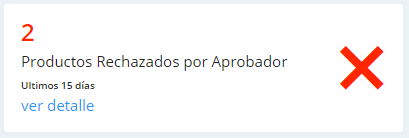 2
Productos Rechazados por Aprobador
Ultimos 15 días
ver detalle